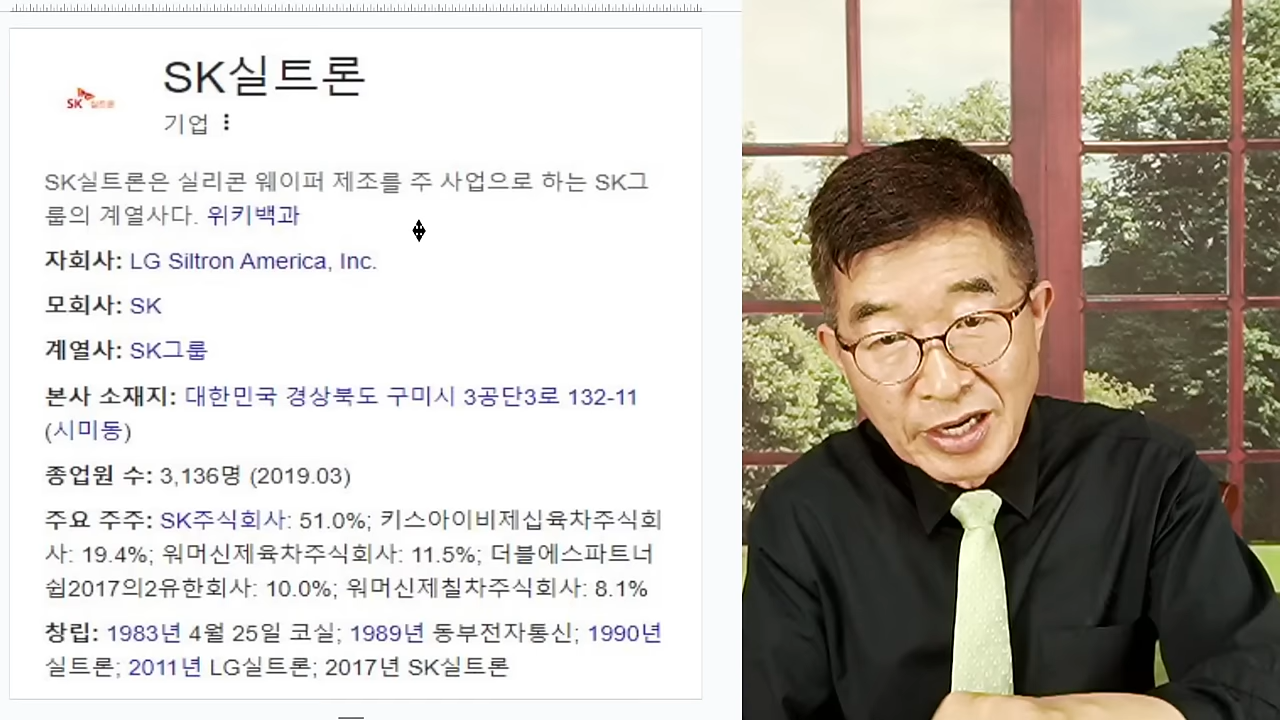 SK실트론
SK 실트론
기업
SK실트론은 실리콘 웨이퍼 제조를 주 사업으로 하는 SK그
룹의 계열사다. 위키백과
자회사: LG Siltron America, Inc.
모회사: SK
계열사: SK그룹
본사 소재지: 대한민국 경상북도 구미시 3공단3로 132-11
(시미동)
종업원 수: 3,136명 (2019.03)
주요 주주: SK주식회사: 51.0%; 키스아이비제십육차주식회
사: 19.4%; 워머신제육차주식회사: 11.5%; 더블에스파트너
쉽2017의2유한회사: 10.0%; 워머신제칠차주식회사: 8.1%
창립: 1983년 4월 25일 코실; 1989년 동부전자통신; 1990년
실트론; 2011년 LG실트론; 2017년 SK실트론